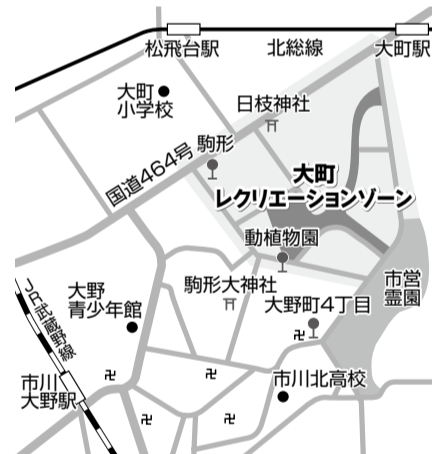 松飛台駅
北総線
大町駅
大町
小学校
日枝神社
駒形
国道464号
大町
レクリエーションゾーン
動植物園
市営
霊園
駒形大神社
大野町4丁目
大野
青少年館
JR武蔵野線
市川
大野駅
市川北高校